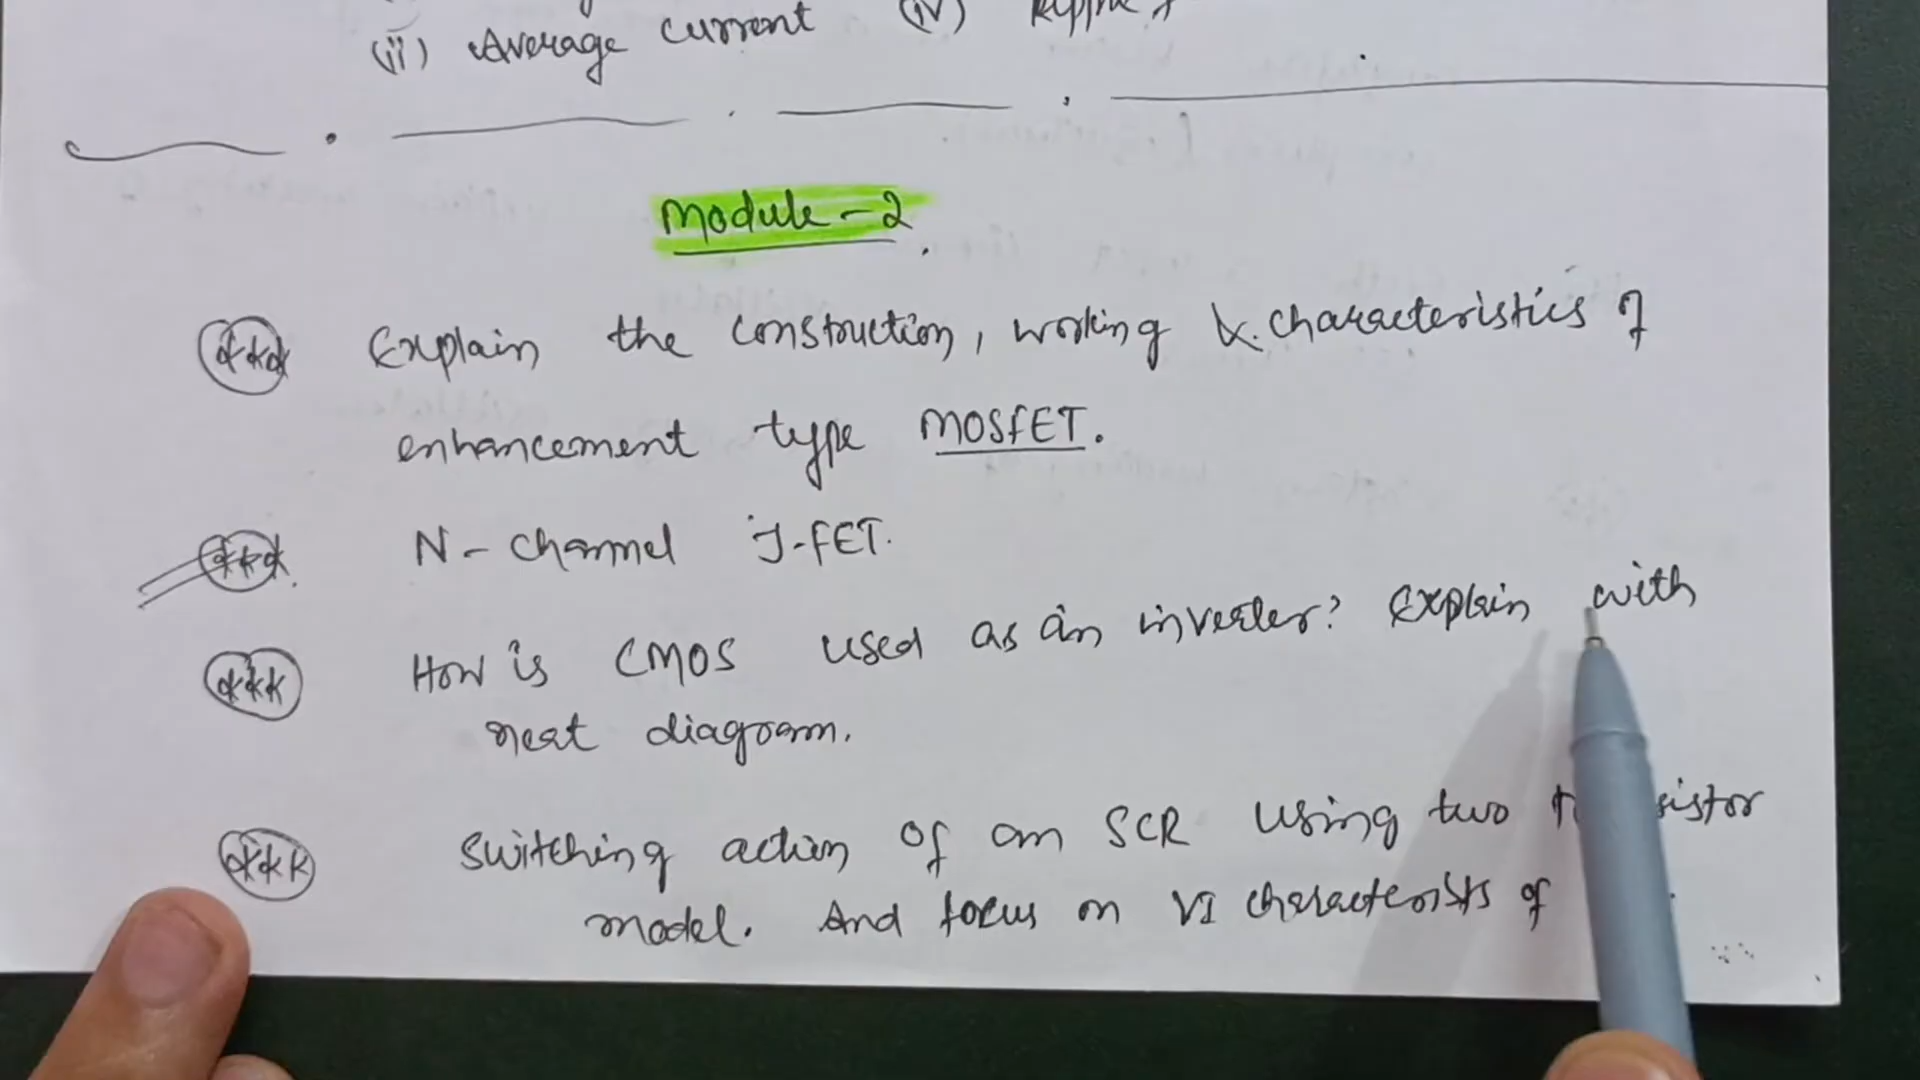 (ii) Average current (iv)
Module-2
*** Explain the construction, working & characteristics of
enhancement type MOSFET.
*** N-channel J-FET.
*** How is CMOS used as an inverter? Explain with
neat diagram.
*** Switching action of an SCR using two
model. And focus on VI characterists of